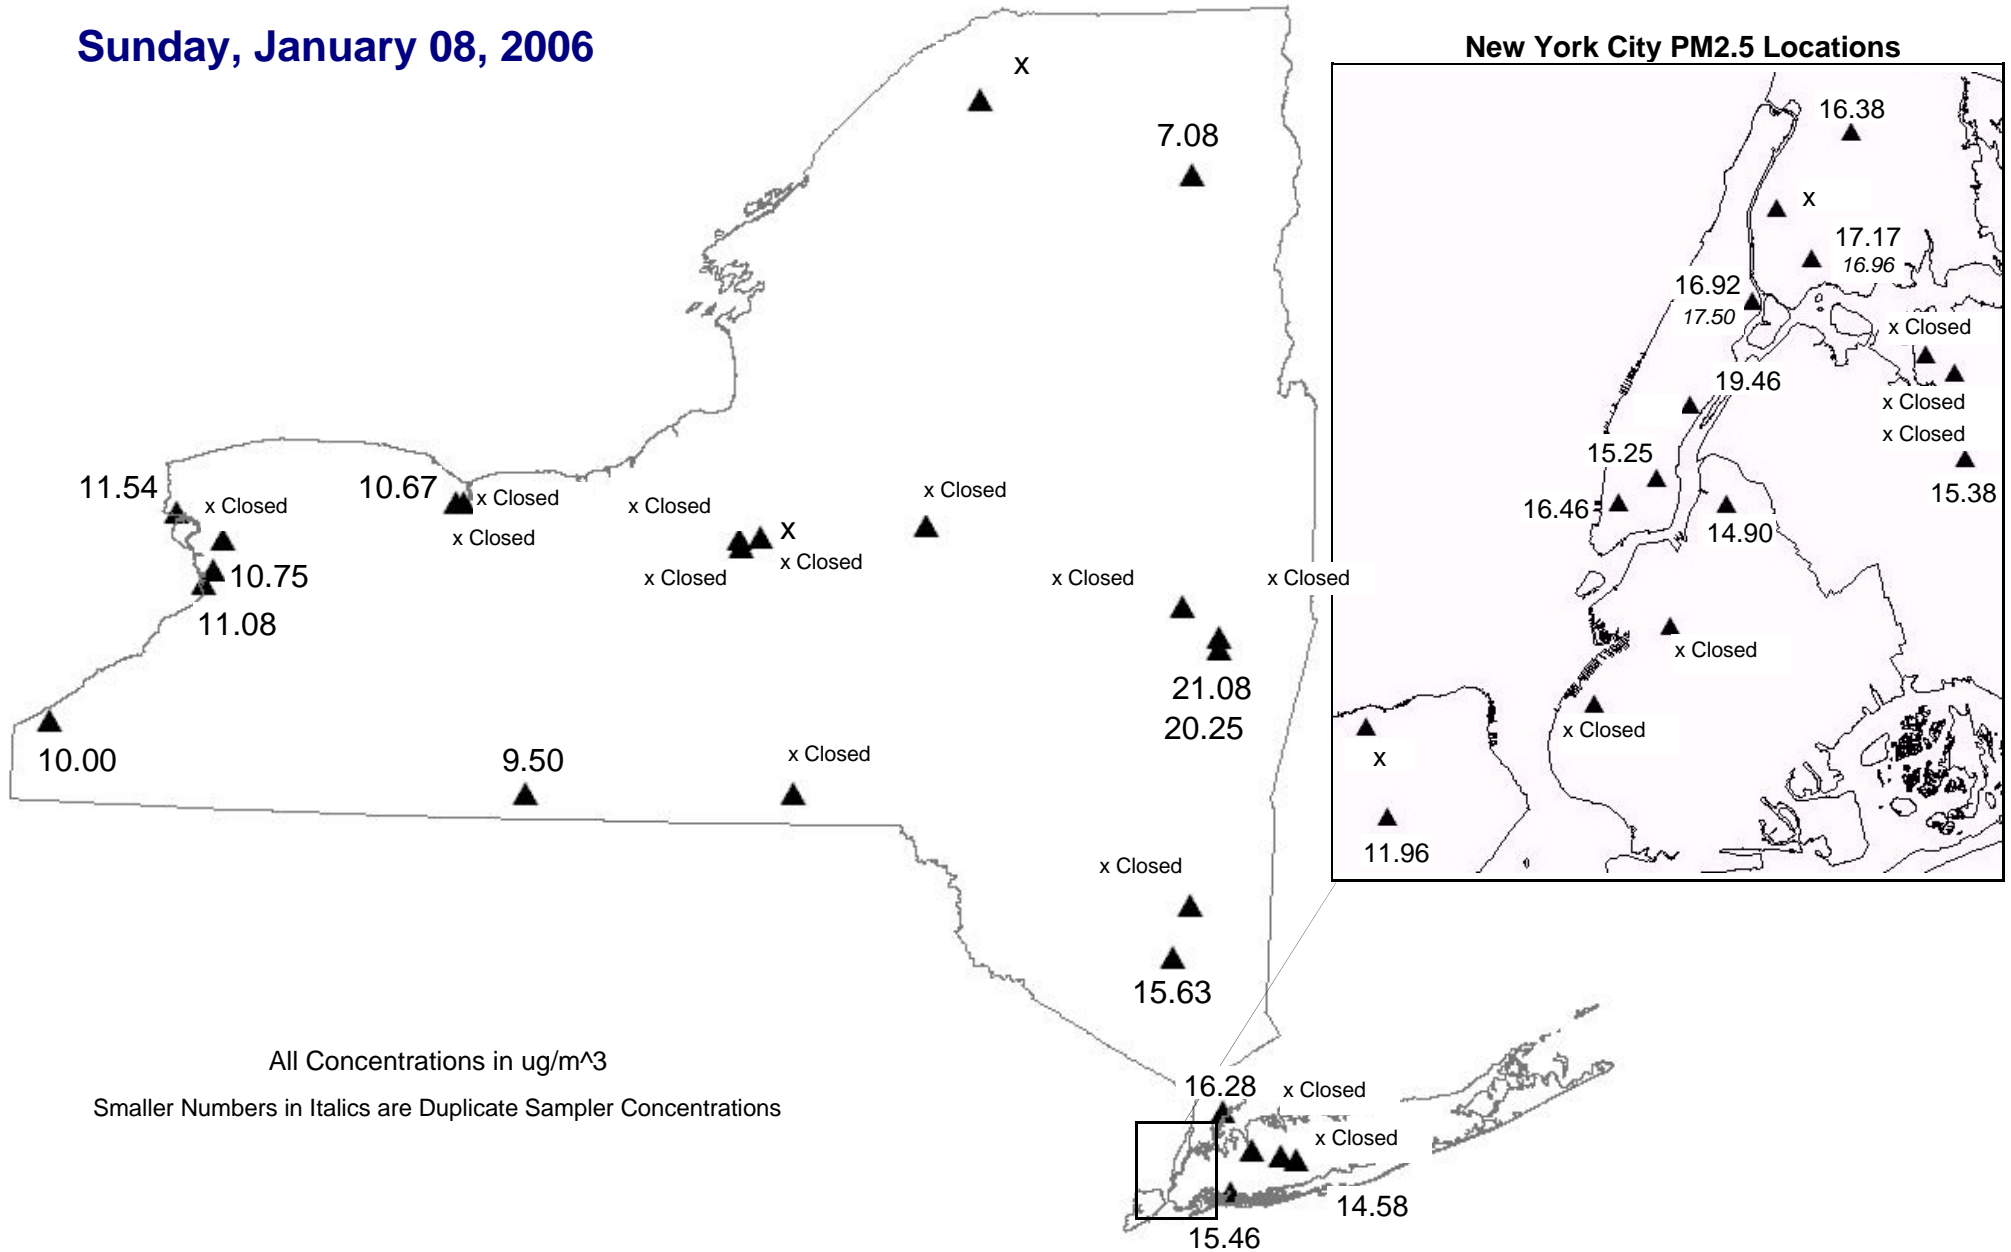 Sunday, January 08, 2006
New York City PM2.5 Locations
x
7.08
11.54
x Closed
10.67
x Closed
x Closed
x Closed
x
x Closed
x Closed
x Closed
10.75
11.08
x Closed
x Closed
21.08
20.25
10.00
9.50
x Closed
x Closed
15.63
16.28
x Closed
x Closed
14.58
15.46
16.38
x
17.17
16.96
16.92
17.50
x Closed
19.46
x Closed
x Closed
15.25
15.38
16.46
14.90
x Closed
x Closed
x
11.96
All Concentrations in ug/m^3
Smaller Numbers in Italics are Duplicate Sampler Concentrations